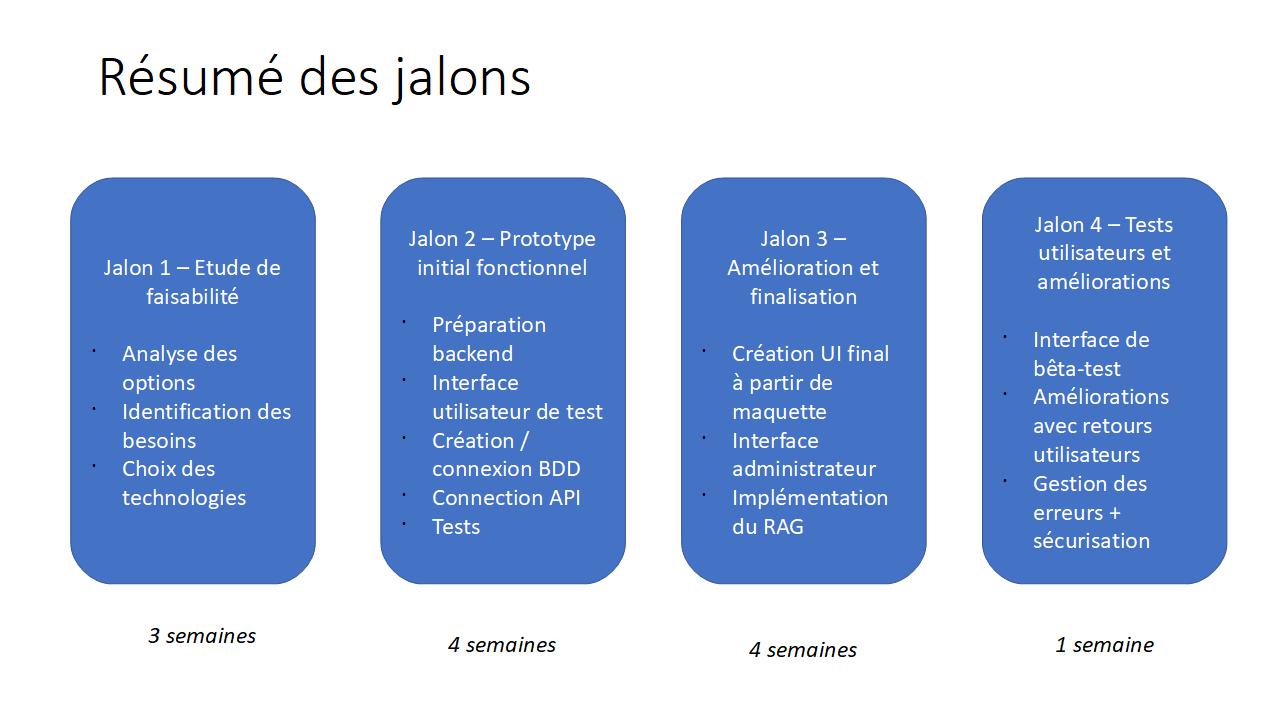 Résumé des jalons
Jalon 1 – Etude de
faisabilité
· Analyse des
options
· Identification des
besoins
· Choix des
technologies
3 semaines
Jalon 2 – Prototype
initial fonctionnel
· Préparation
backend
· Interface
utilisateur de test
· Création /
connexion BDD
· Connection API
· Tests
4 semaines
Jalon 3 –
Amélioration et
finalisation
· Création UI final
à partir de
maquette
· Interface
administrateur
· Implémentation
du RAG
4 semaines
Jalon 4 – Tests
utilisateurs et
améliorations
· Interface de
bêta-test
· Améliorations
avec retours
utilisateurs
· Gestion des
erreurs +
sécurisation
1 semaine